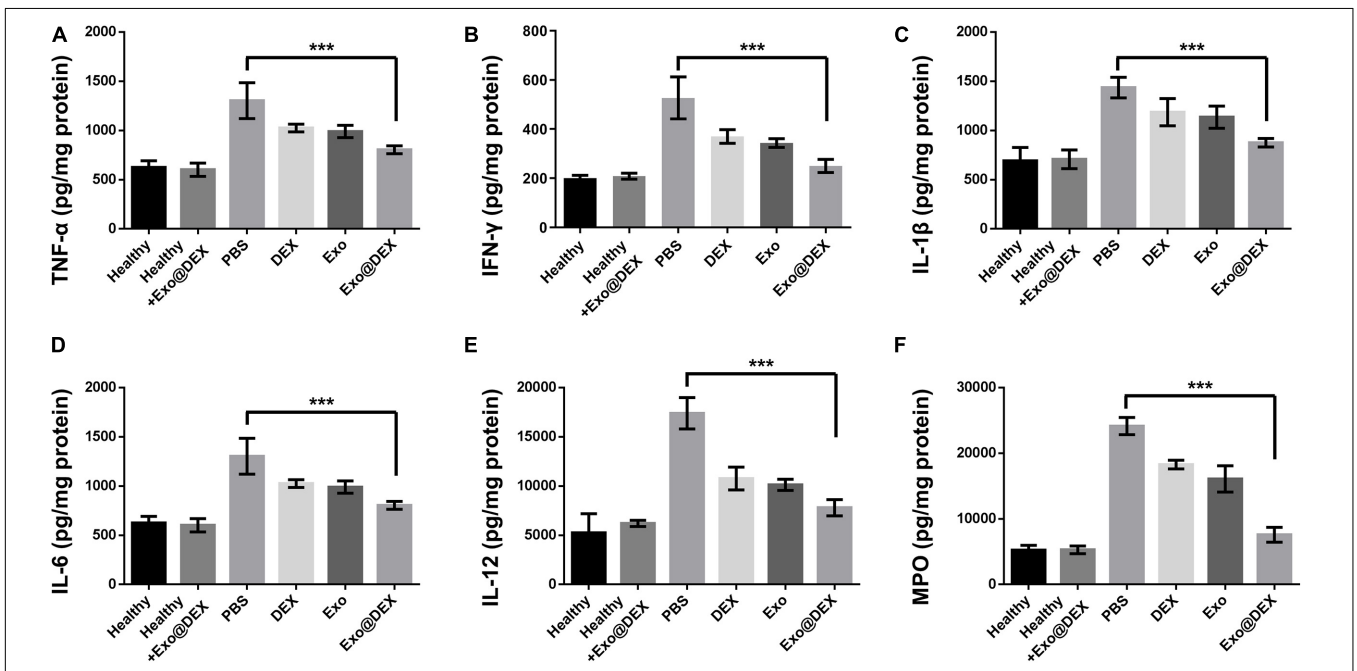 A
TNF-α (pg/mg protein)
2000
1500
1000
500
0
***
Healthy
Healthy
+Exo@DEX
PBS
DEX
Exo
Exo@DEX
B
IFN-γ (pg/mg protein)
800
600
400
200
0
***
Healthy
Healthy
+Exo@DEX
PBS
DEX
Exo
Exo@DEX
C
IL-1β (pg/mg protein)
2000
1500
1000
500
0
***
Healthy
Healthy
+Exo@DEX
PBS
DEX
Exo
Exo@DEX
D
IL-6 (pg/mg protein)
2000
1500
1000
500
0
***
Healthy
Healthy
+Exo@DEX
PBS
DEX
Exo
Exo@DEX
E
IL-12 (pg/mg protein)
20000
15000
10000
5000
0
***
Healthy
Healthy
+Exo@DEX
PBS
DEX
Exo
Exo@DEX
F
MPO (pg/mg protein)
30000
20000
10000
0
***
Healthy
Healthy
+Exo@DEX
PBS
DEX
Exo
Exo@DEX